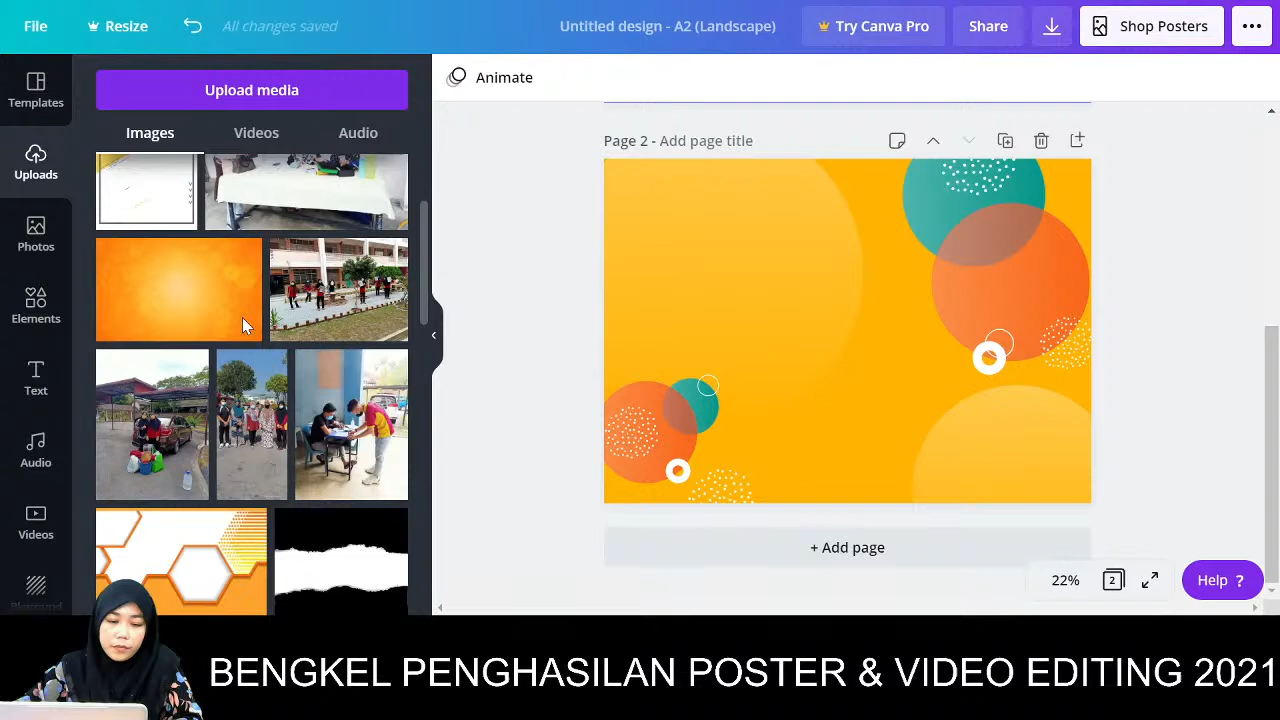 File
Resize
All changes saved
Untitled design - A2 (Landscape)
Try Canva Pro
Share
Shop Posters
Templates
Uploads
Photos
Elements
Text
Audio
Videos
Upload media
Images
Videos
Audio
Animate
Page 2 - Add page title
+ Add page
22%
2
Help ?
BENGKEL PENGHASILAN POSTER & VIDEO EDITING 2021